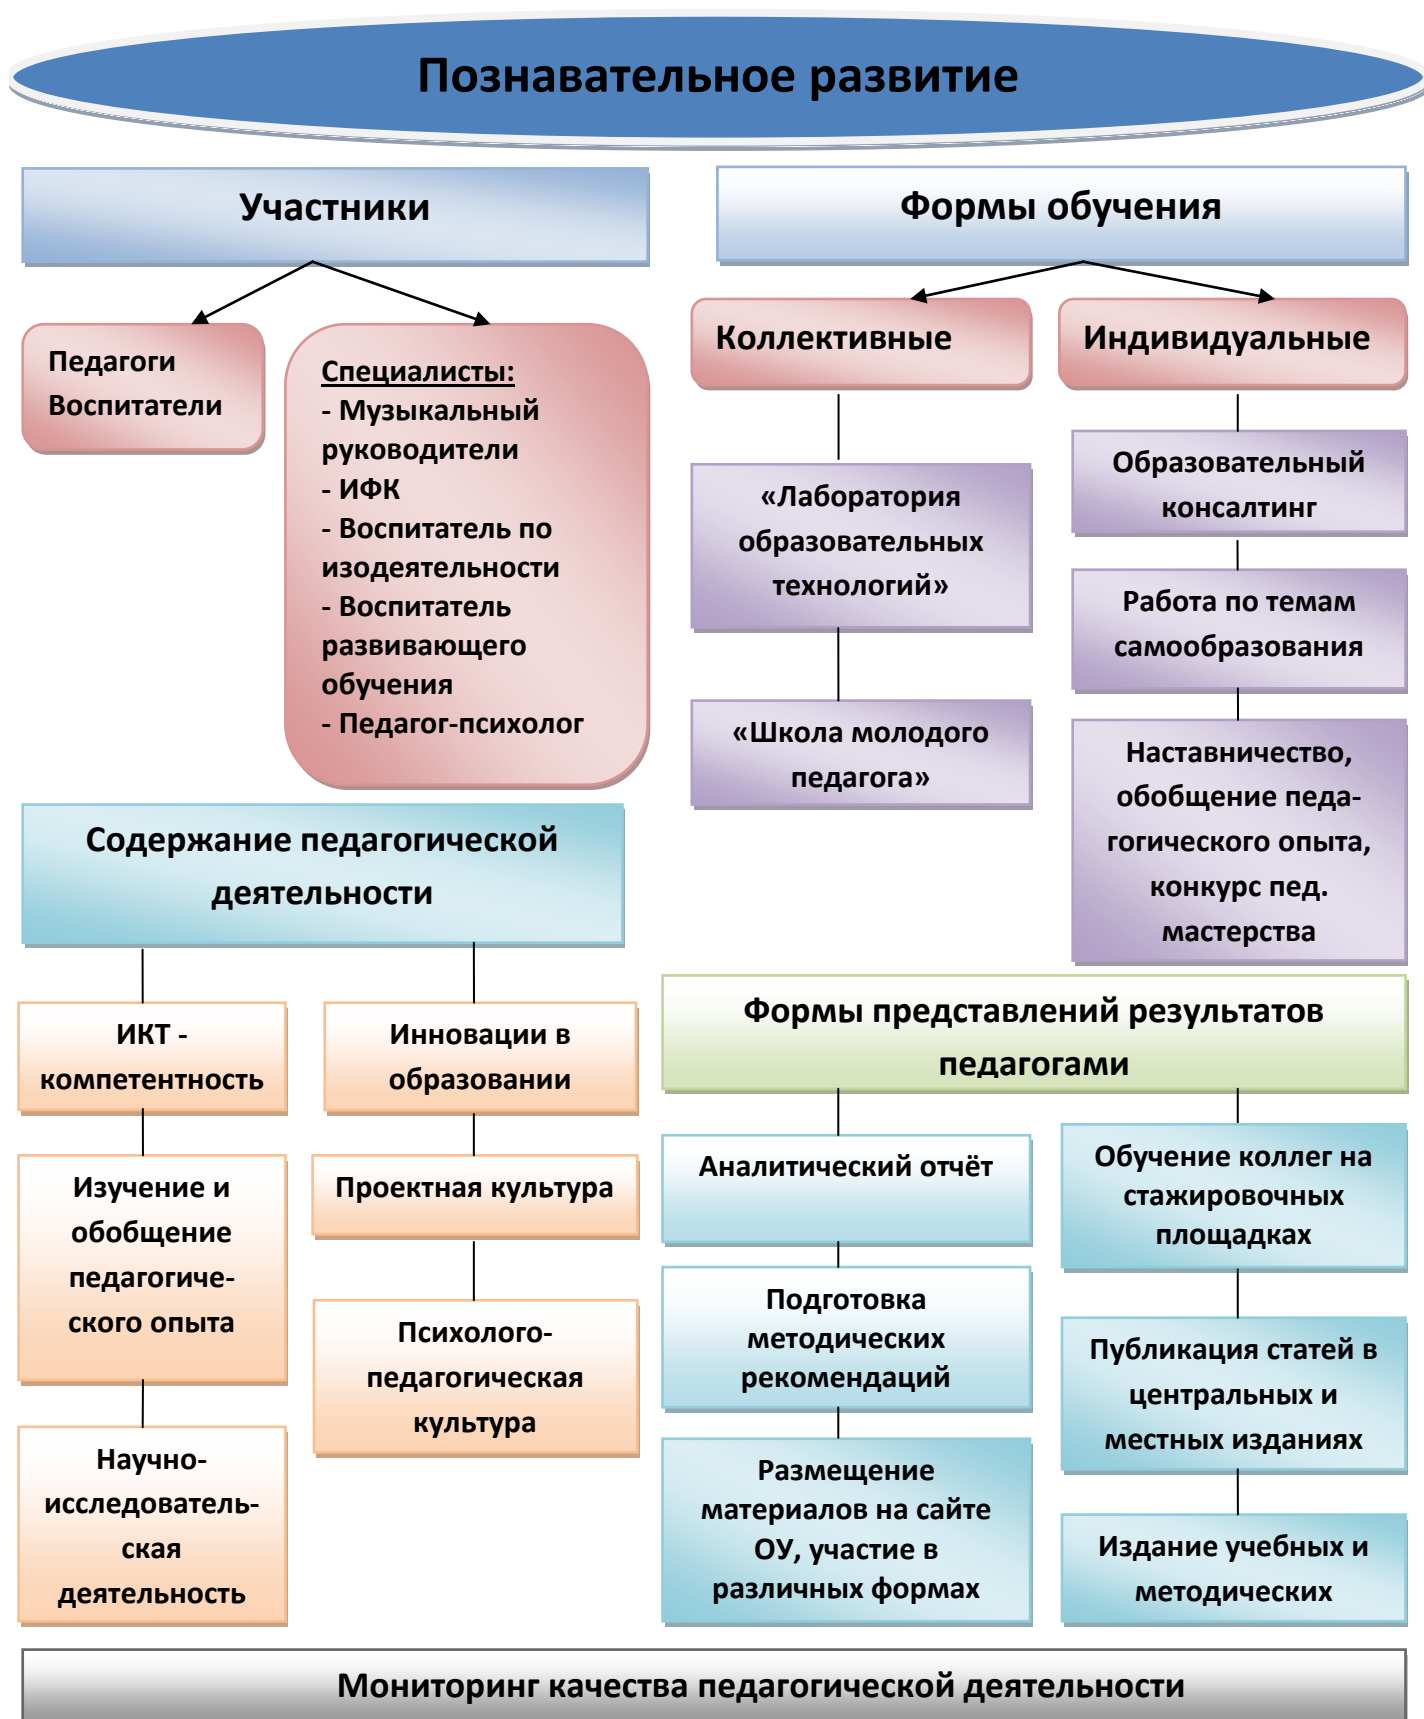 Познавательное развитие
Участники
Педагоги
Воспитатели
Специалисты:
- Музыкальный
руководители
- ИФК
- Воспитатель по
изодеятельности
- Воспитатель
развивающего
обучения
- Педагог-психолог
Формы обучения
Коллективные
«Лаборатория
образовательных
технологий»
«Школа молодого
педагога»
Индивидуальные
Образовательный
консалтинг
Работа по темам
самообразования
Наставничество,
обобщение педа-
гогического опыта,
конкурс пед.
мастерства
Содержание педагогической
деятельности
ИКТ -
компетентность
Изучение и
обобщение
педагогиче-
ского опыта
Научно-
исследователь-
ская
деятельность
Инновации в
образовании
Проектная культура
Психолого-
педагогическая
культура
Формы представлений результатов
педагогами
Аналитический отчёт
Подготовка
методических
рекомендаций
Размещение
материалов на сайте
ОУ, участие в
различных формах
Обучение коллег на
стажировочных
площадках
Публикация статей в
центральных и
местных изданиях
Издание учебных и
методических
Мониторинг качества педагогической деятельности